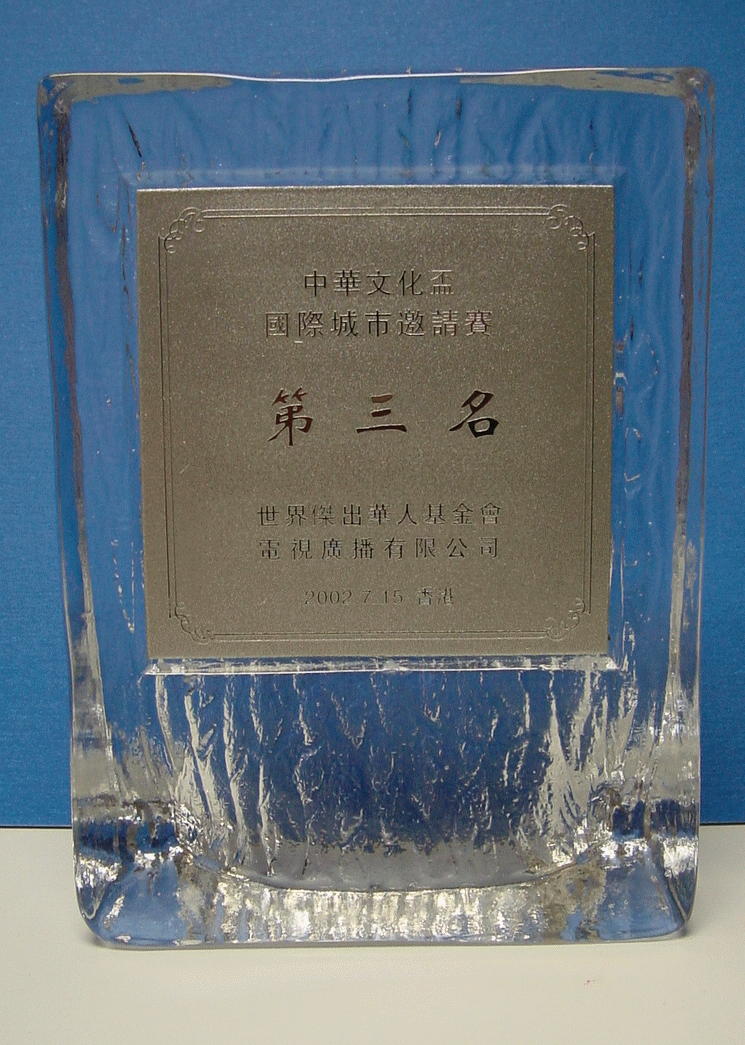 中華文化盃
國際城市邀請賽
第三名
世界傑出華人基金會
電視廣播有限公司
2002.7.15 香港